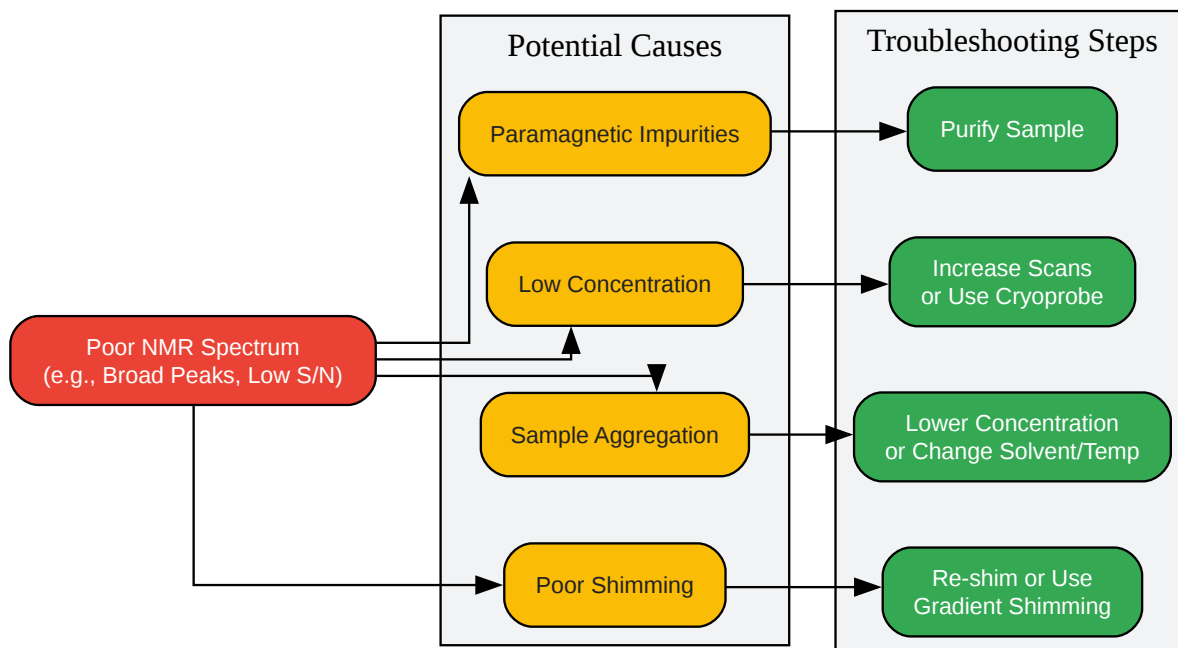 Potential Causes
Troubleshooting Steps
Paramagnetic Impurities
Purify Sample
Low Concentration
Increase Scans
or Use Cryoprobe
Poor NMR Spectrum
(e.g., Broad Peaks, Low S/N)
Sample Aggregation
Lower Concentration
or Change Solvent/Temp
Poor Shimming
Re-shim or Use
Gradient Shimming